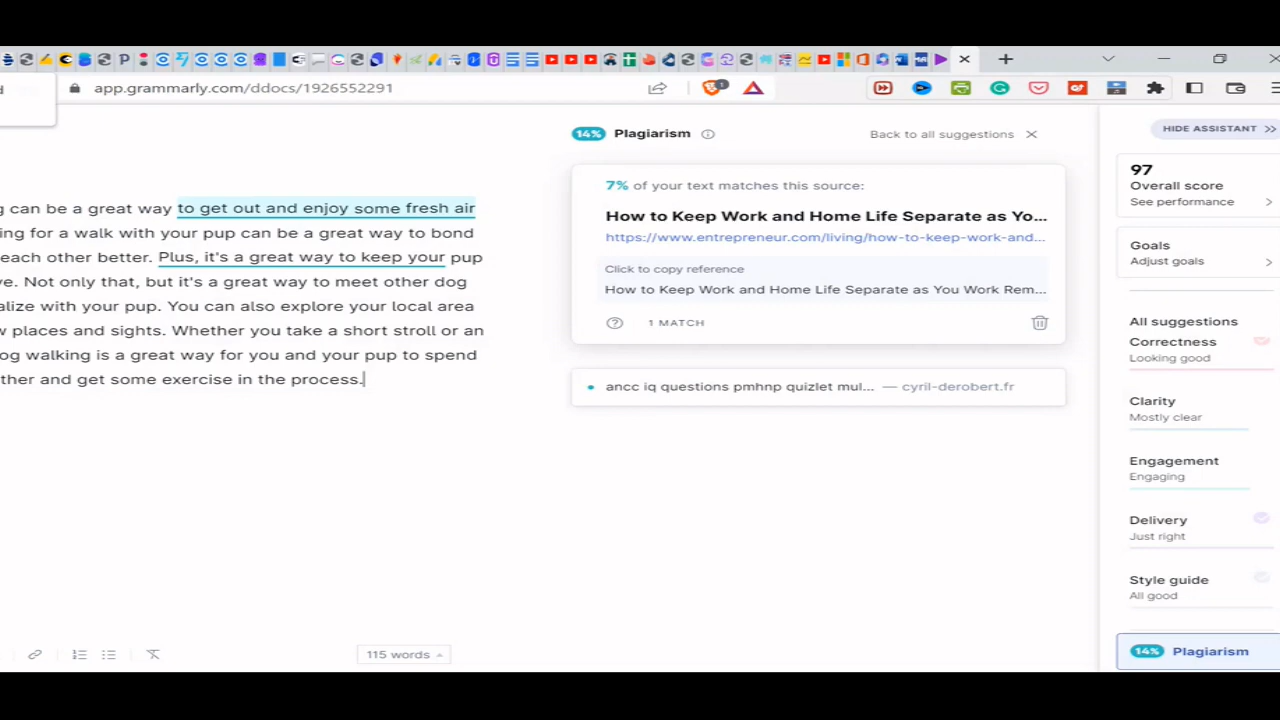 app.grammarly.com/ddocs/1926552291
1
HIDE ASSISTANT
14% Plagiarism
Back to all suggestions
7% of your text matches this source:
How to Keep Work and Home Life Separate as Yo...
https://www.entrepreneur.com/living/how-to-keep-work-and...
Click to copy reference
How to Keep Work and Home Life Separate as You Work Rem...
1 MATCH
ancc iq questions pmhnp quizlet mul... — cyril-derobert.fr
g can be a great way to get out and enjoy some fresh air
ing for a walk with your pup can be a great way to bond
each other better. Plus, it's a great way to keep your pup
ve. Not only that, but it's a great way to meet other dog
alize with your pup. You can also explore your local area
w places and sights. Whether you take a short stroll or an
og walking is a great way for you and your pup to spend
ther and get some exercise in the process.
115 words
97
Overall score
See performance
Goals
Adjust goals
All suggestions
Correctness
Looking good
Clarity
Mostly clear
Engagement
Engaging
Delivery
Just right
Style guide
All good
14% Plagiarism